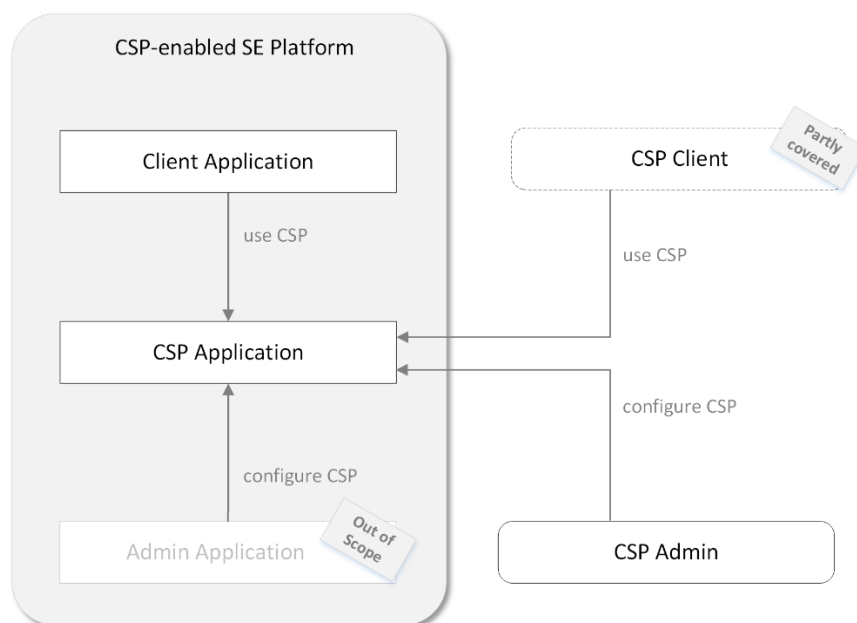 CSP-enabled SE Platform
Client Application
CSP Client
Partly
covered
use CSP
use CSP
CSP Application
configure CSP
configure CSP
Out of
Scope
Admin Application
CSP Admin